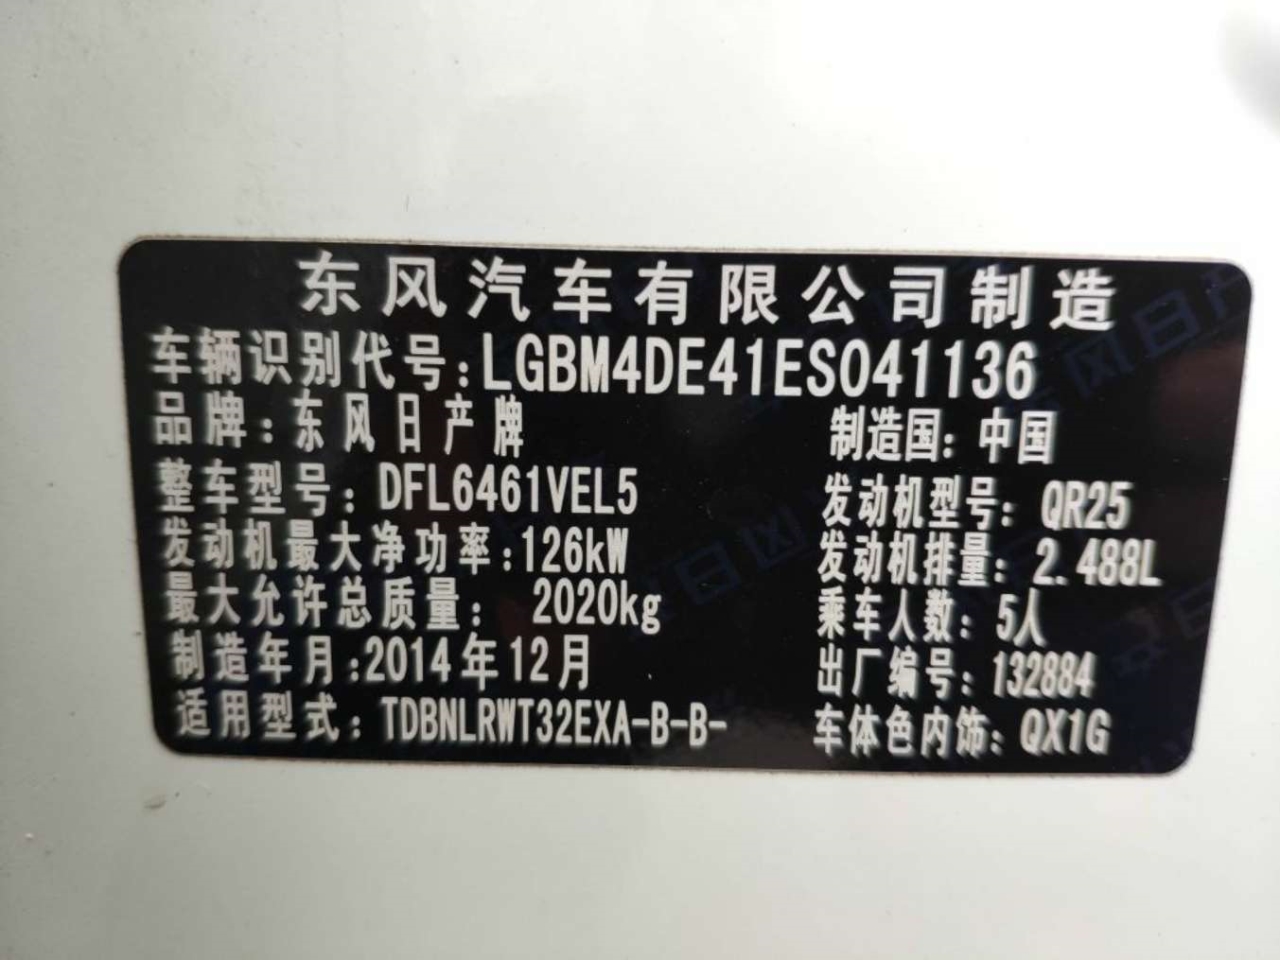 东风汽车有限公司制造
车辆识别代号:LGBM4DE41ES041136
品牌:东风日产牌 制造国:中国
整车型号:DFL6461VEL5 发动机型号:QR25
发动机最大净功率:126kW 发动机排量:2.488L
最大允许总质量:2020kg 乘车人数:5人
制造年月:2014年12月 出厂编号:132884
适用型式:TDBNLRWT32EXA-B-B- 车体色内饰:QX1G